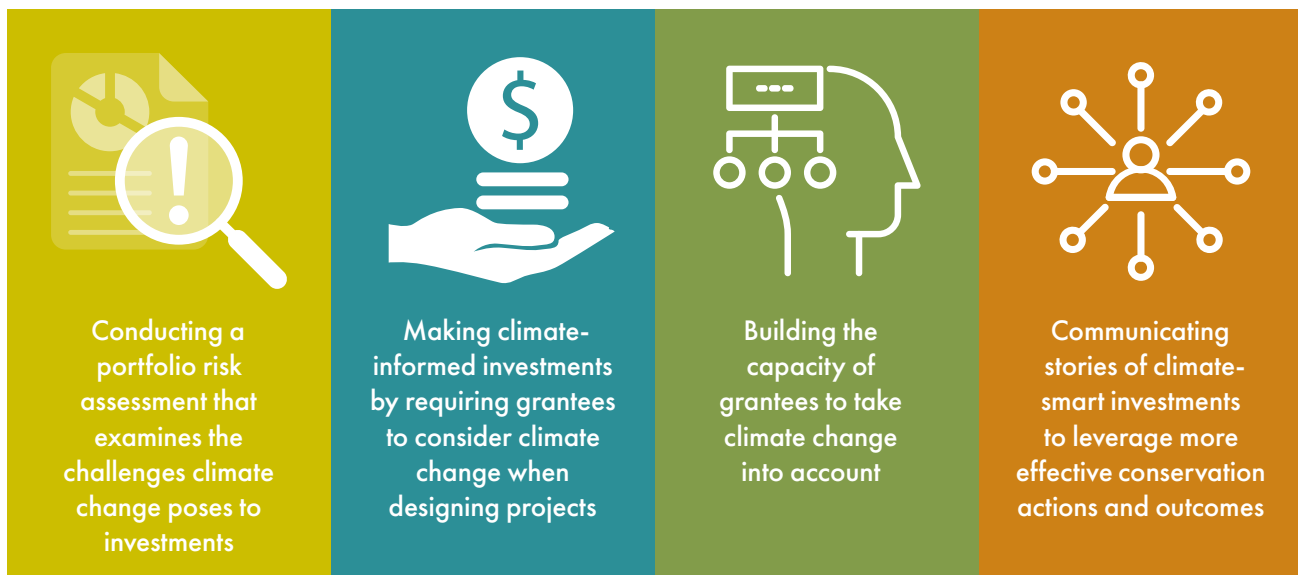 $
Conducting a
portfolio risk
assessment that
examines the
challenges climate
change poses to
investments
Making climate-
informed investments
by requiring grantees
to consider climate
change when
designing projects
Building the
capacity of
grantees to take
climate change
into account
Communicating
stories of climate-
smart investments
to leverage more
effective conservation
actions and outcomes